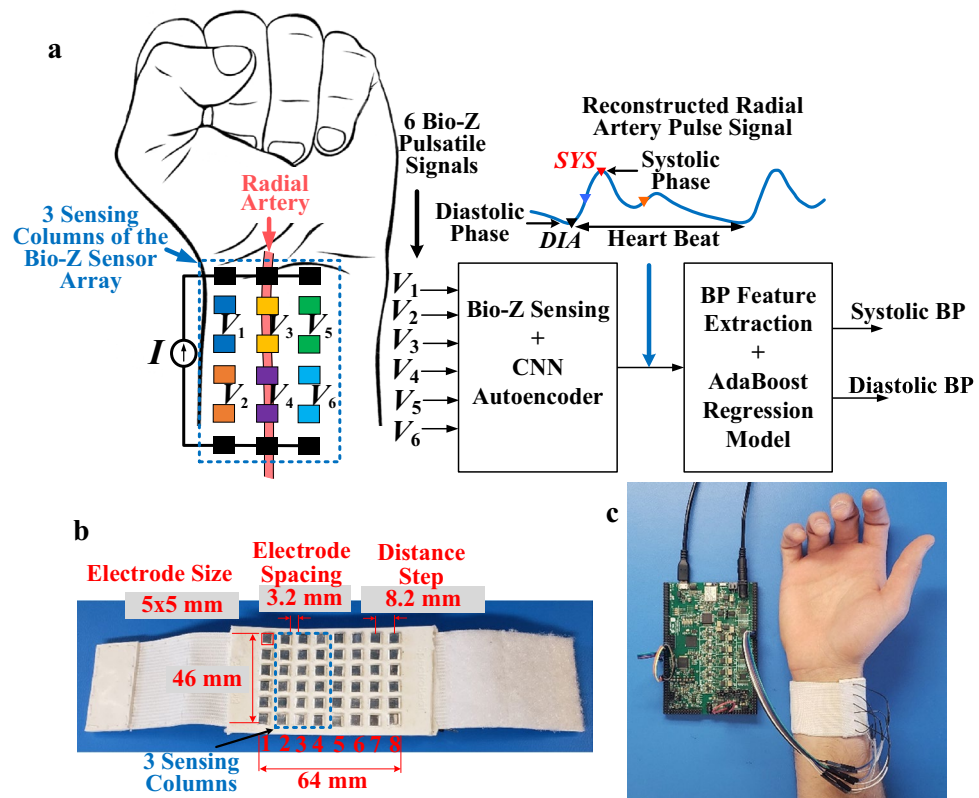 a
6 Bio-Z
Pulsatile
Signals
Reconstructed Radial
Artery Pulse Signal
SYS
Systolic
Phase
Diastolic
Phase
DIA
Heart Beat
Radial
Artery
3 Sensing
Columns of the
Bio-Z Sensor
Array
I
V1
V3
V5
V2
V4
V6
V1
V2
V3
V4
V5
V6
Bio-Z Sensing
+
CNN
Autoencoder
BP Feature
Extraction
+
AdaBoost
Regression
Model
Systolic BP
Diastolic BP
b
Electrode Size
5x5 mm
Electrode
Spacing
3.2 mm
Distance
Step
8.2 mm
46 mm
1 2 3 4 5 6 7 8
3 Sensing
Columns
64 mm
c